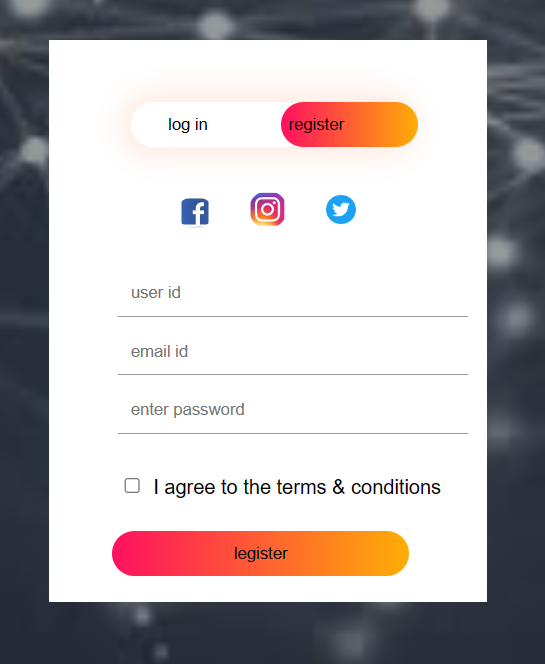 log in register
user id
email id
enter password
I agree to the terms & conditions
legister